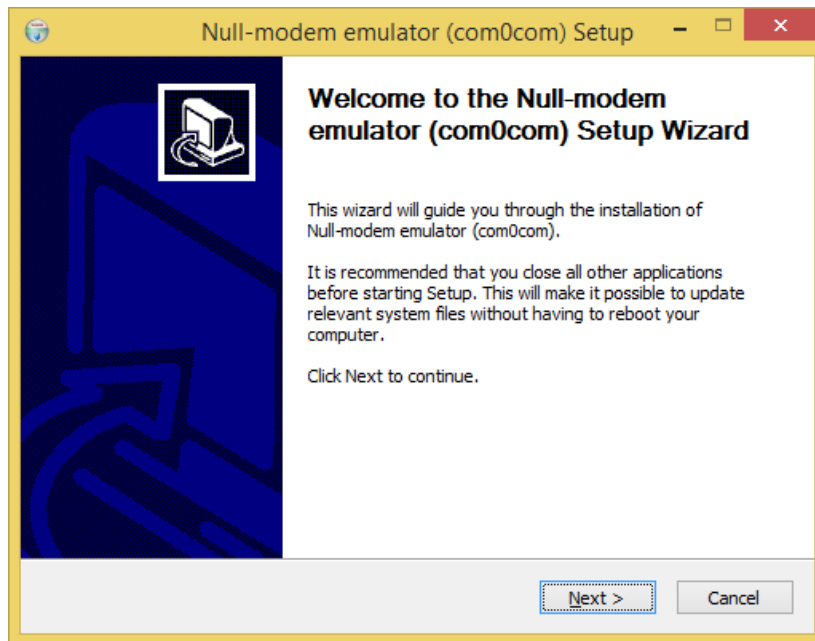 Null-modem emulator (com0com) Setup
Welcome to the Null-modem
emulator (com0com) Setup Wizard
This wizard will guide you through the installation of
Null-modem emulator (com0com).
It is recommended that you close all other applications
before starting Setup. This will make it possible to update
relevant system files without having to reboot your
computer.
Click Next to continue.
Next >
Cancel